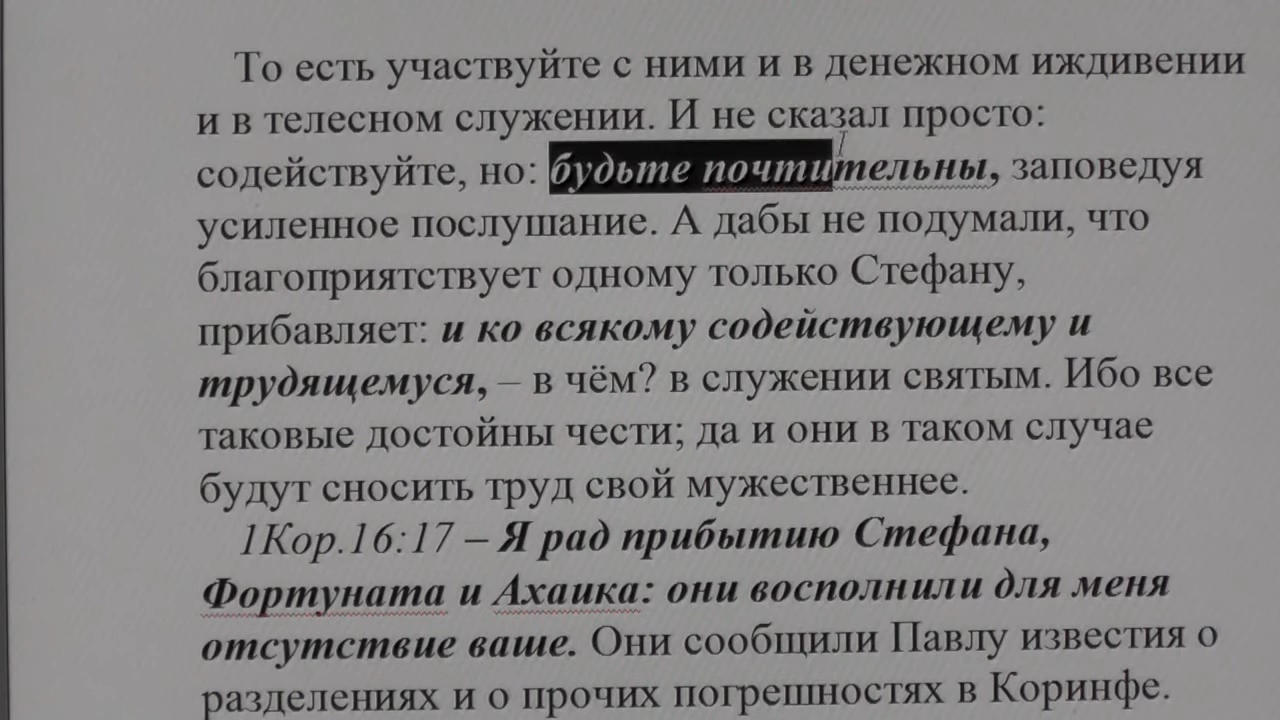 То есть участвуйте с ними и в денежном иждивении
и в телесном служении. И не сказал просто:
содействуйте, но: будьте почтительны, заповедуя
усиленное послушание. А дабы не подумали, что
благоприятствует одному только Стефану,
прибавляет: и ко всякому содействующему и
трудящемуся, – в чём? в служении святым. Ибо все
таковые достойны чести; да и они в таком случае
будут сносить труд свой мужественнее.
1Кор.16:17 – Я рад прибытию Стефана,
Фортуната и Ахаика: они восполнили для меня
отсутствие ваше. Они сообщили Павлу известия о
разделениях и о прочих погрешностях в Коринфе.